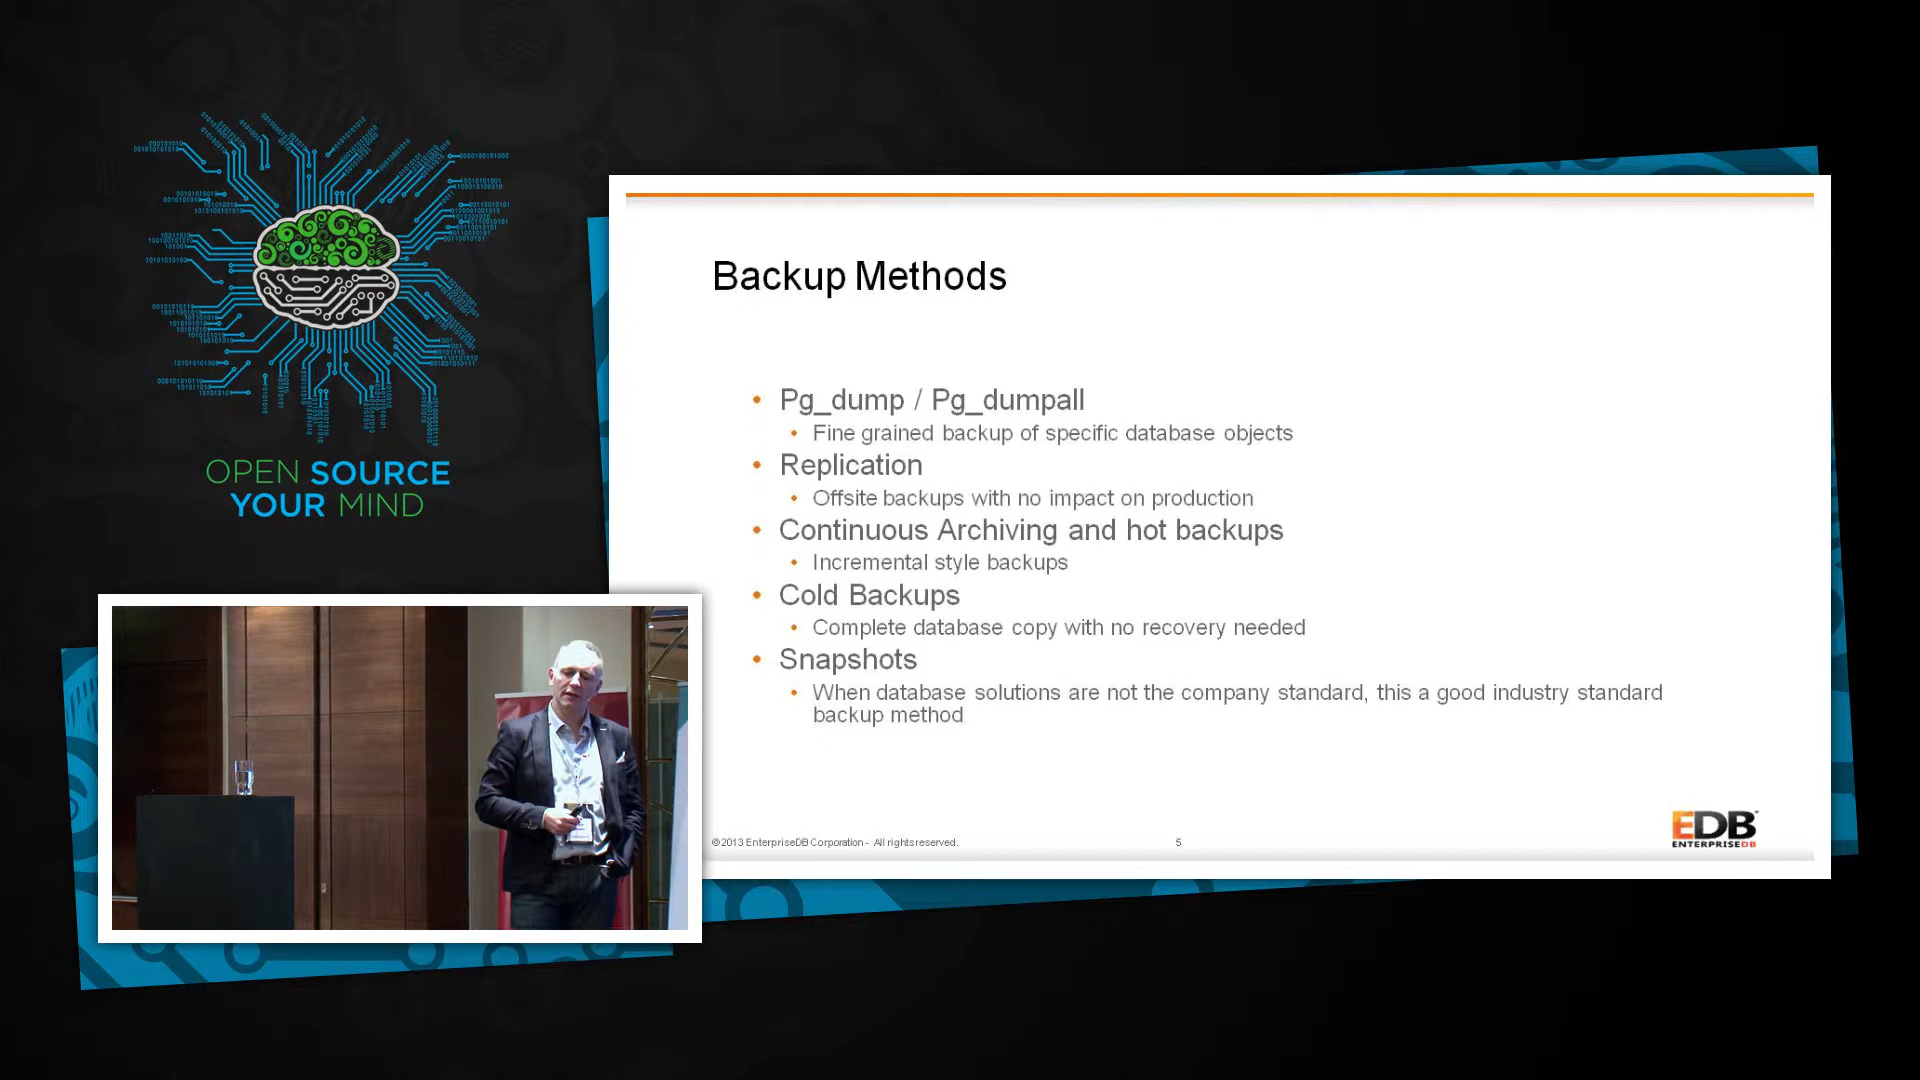 OPEN SOURCE
YOUR MIND
Backup Methods
• Pg_dump / Pg_dumpall
• Fine grained backup of specific database objects
• Replication
• Offsite backups with no impact on production
• Continuous Archiving and hot backups
• Incremental style backups
• Cold Backups
• Complete database copy with no recovery needed
• Snapshots
• When database solutions are not the company standard, this a good industry standard
backup method
© 2013 EnterpriseDB Corporation - All rights reserved.
5
EDB
ENTERPRISEDB